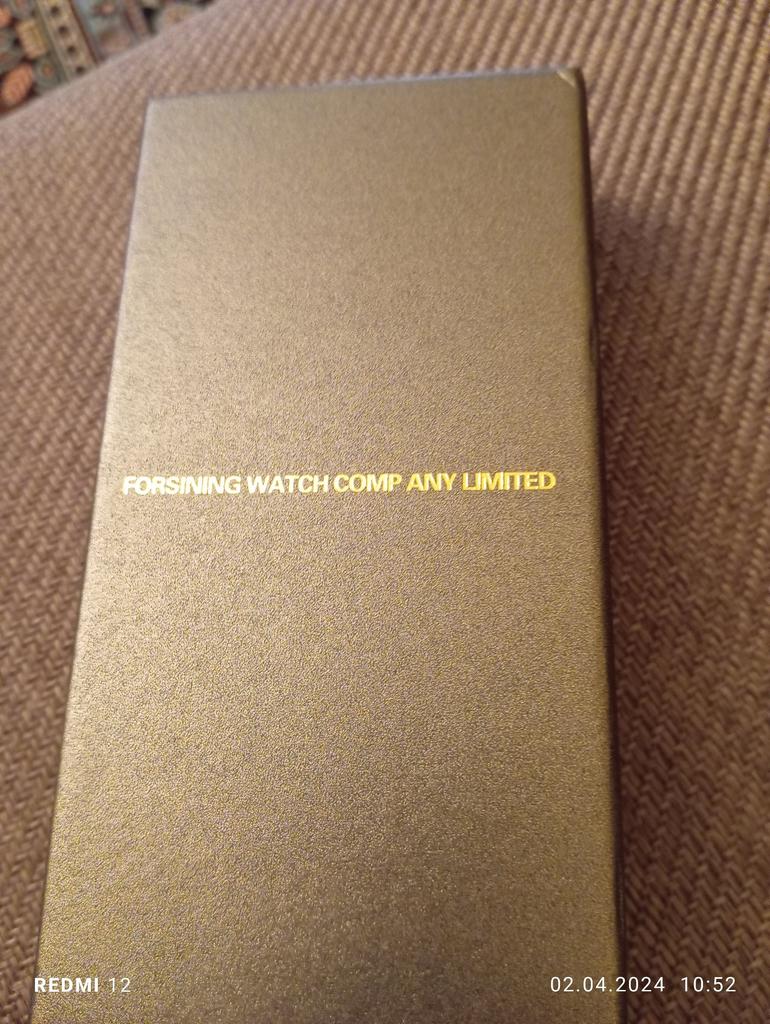 FORSINING WATCH COMP ANY LIMITED
REDMI 12 02.04.2024 10:52